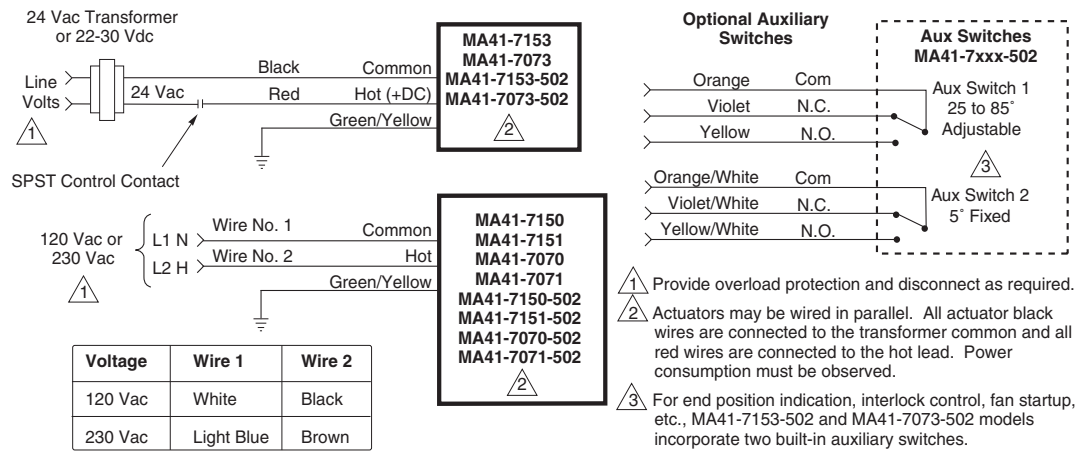 24 Vac Transformer
or 22-30 Vdc
Line
Volts
1
24 Vac
Black
Red
Common
Hot (+DC)
Green/Yellow
SPST Control Contact
MA41-7153
MA41-7073
MA41-7153-502
MA41-7073-502
2
120 Vac or
230 Vac
1
L1 N
L2 H
Wire No. 1
Wire No. 2
Common
Hot
Green/Yellow
MA41-7150
MA41-7151
MA41-7070
MA41-7071
MA41-7150-502
MA41-7151-502
MA41-7070-502
MA41-7071-502
2
Voltage Wire 1 Wire 2
120 Vac White Black
230 Vac Light Blue Brown
Optional Auxiliary
Switches
Aux Switches
MA41-7xxx-502
Orange Com
Violet N.C.
Yellow N.O.
Aux Switch 1
25 to 85˚
Adjustable
3
Orange/White Com
Violet/White N.C.
Yellow/White N.O.
Aux Switch 2
5˚ Fixed
1 Provide overload protection and disconnect as required.
2 Actuators may be wired in parallel. All actuator black
wires are connected to the transformer common and all
red wires are connected to the hot lead. Power
consumption must be observed.
3 For end position indication, interlock control, fan startup,
etc., MA41-7153-502 and MA41-7073-502 models
incorporate two built-in auxiliary switches.